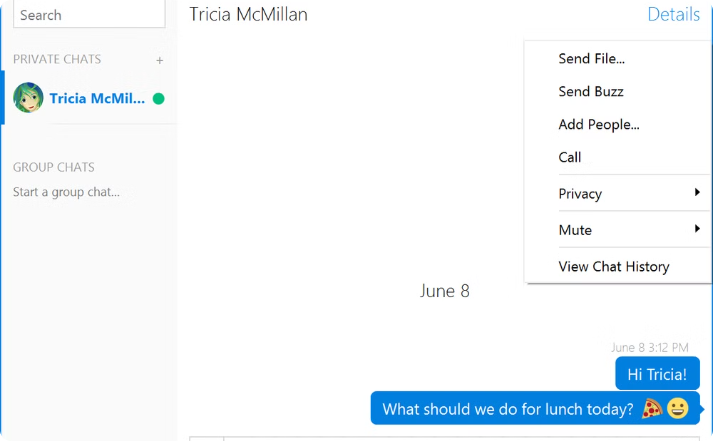 Search
PRIVATE CHATS +
Tricia McMil...
GROUP CHATS
Start a group chat...
Tricia McMillan
Details
Send File...
Send Buzz
Add People...
Call
Privacy
Mute
View Chat History
June 8
June 8 3:12 PM
Hi Tricia!
What should we do for lunch today? 🍕😀